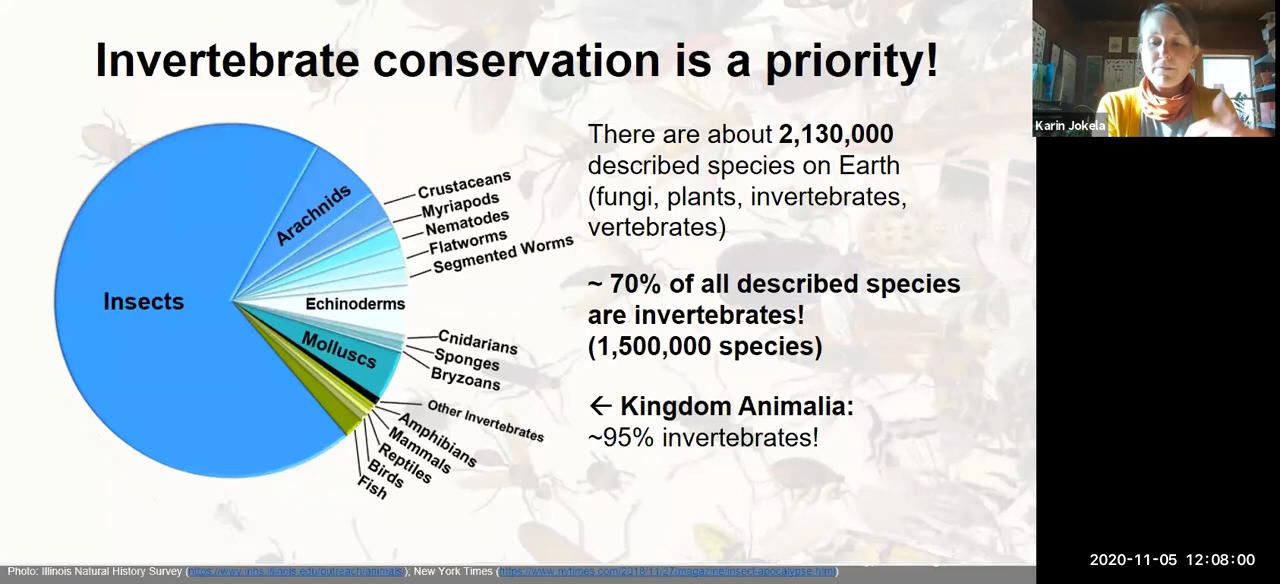 Invertebrate conservation is a priority!
Karin Jokela
There are about 2,130,000
described species on Earth
(fungi, plants, invertebrates,
vertebrates)
~ 70% of all described species
are invertebrates!
(1,500,000 species)
← Kingdom Animalia:
~95% invertebrates!
Insects
Arachnids
Crustaceans
Myriapods
Nematodes
Flatworms
Segmented Worms
Echinoderms
Molluscs
Cnidarians
Sponges
Bryzoans
Other Invertebrates
Amphibians
Mammals
Reptiles
Birds
Fish
Photo: Illinois Natural History Survey (https://www.inhs.illinois.edu/outreach/animals/); New York Times (https://www.nytimes.com/2018/11/27/magazine/insect-apocalypse.html)
2020-11-05 12:08:00